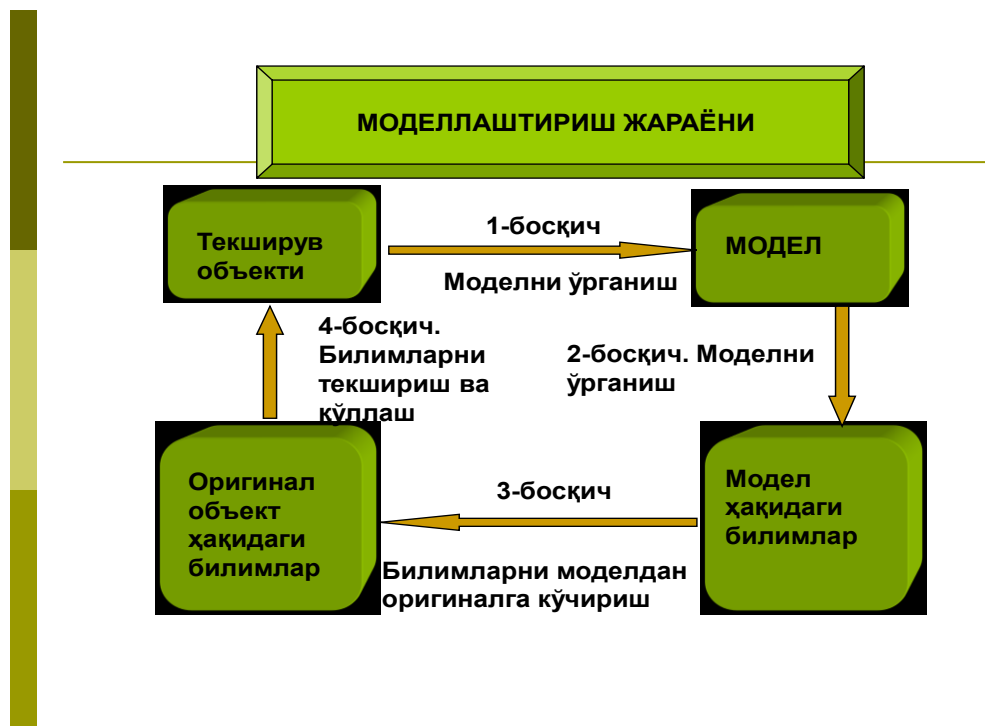 МОДЕЛЛАШТИРИШ ЖАРАЁНИ
Текширув
объекти
1-босқич
Моделни ўрганиш
МОДЕЛ
4-босқич.
Билимларни
текшириш ва
қўллаш
2-босқич. Моделни
ўрганиш
Оригинал
объект
ҳақидаги
билимлар
3-босқич
Билимларни моделдан
оригиналга кўчириш
Модел
ҳақидаги
билимлар